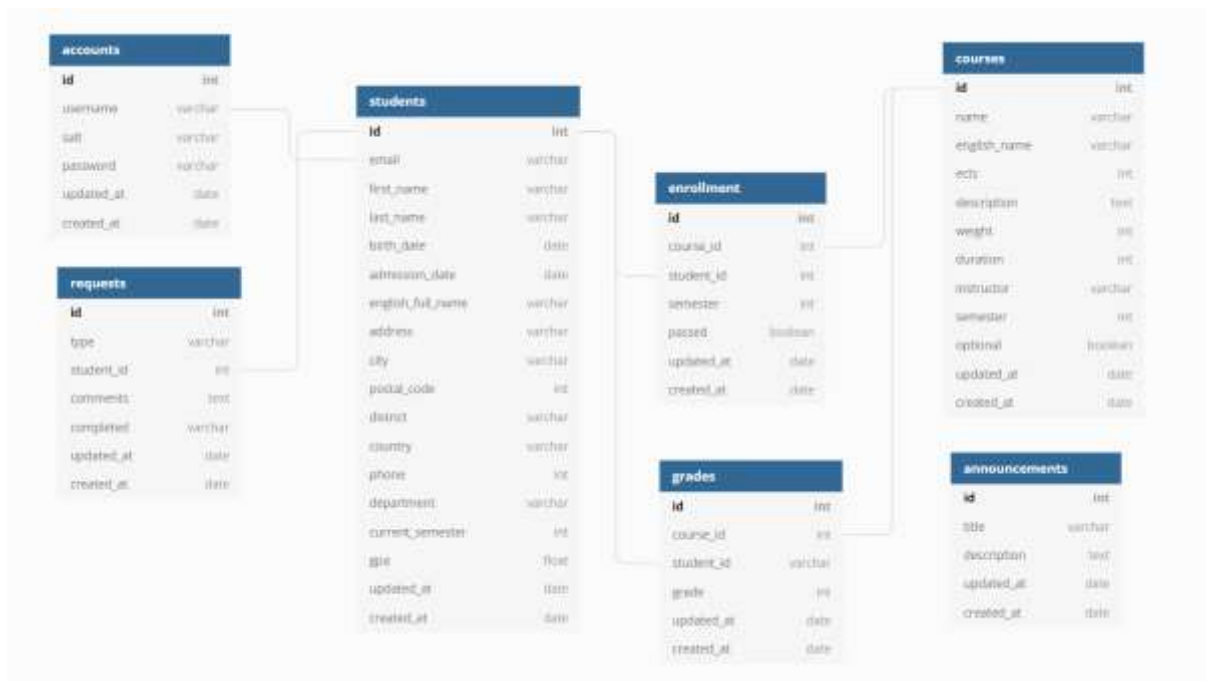 accounts
id int
username varchar
salt varchar
password varchar
updated_at date
created_at date
requests
id int
type varchar
student_id int
comments text
completed varchar
updated_at date
created_at date
students
id int
email varchar
first_name varchar
last_name varchar
birth_date date
admission_date date
english_full_name varchar
address varchar
city varchar
postal_code int
district varchar
country varchar
phone int
department varchar
current_semester int
gpa float
updated_at date
created_at date
enrollment
id int
course_id int
student_id int
semester int
passed boolean
updated_at date
created_at date
grades
id int
course_id int
student_id varchar
grade int
updated_at date
created_at date
courses
id int
name varchar
english_name varchar
ects int
description text
weight int
duration int
instructor varchar
semester int
optional boolean
updated_at date
created_at date
announcements
id int
title varchar
description text
updated_at date
created_at date